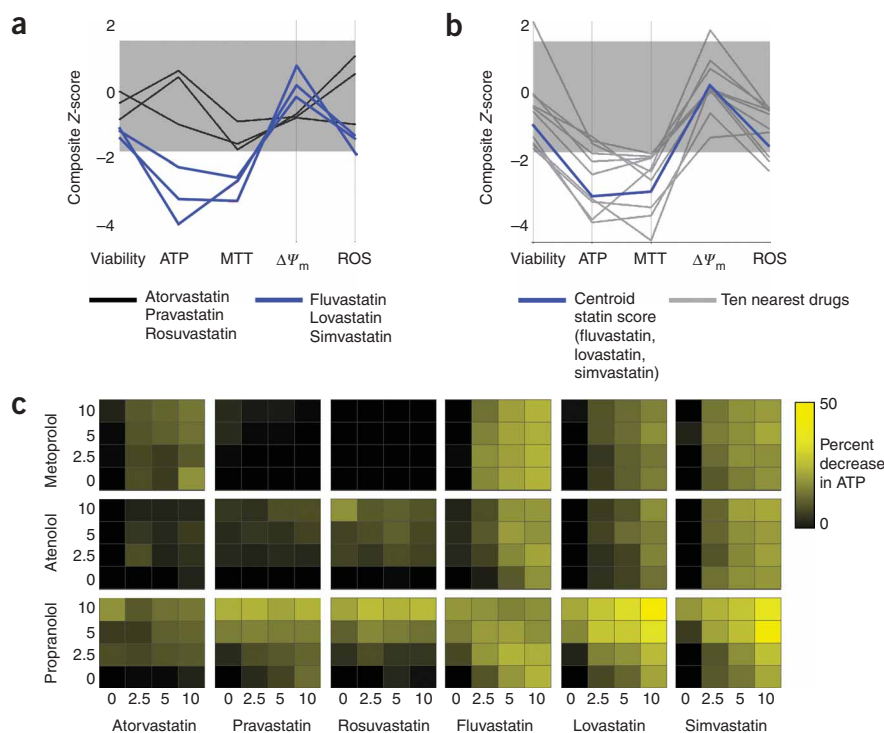 a
2
0
−2
−4
Composite Z-score
Viability ATP MTT ΔΨm ROS
Atorvastatin
Pravastatin
Rosuvastatin
Fluvastatin
Lovastatin
Simvastatin
b
2
0
−2
−4
Composite Z-score
Viability ATP MTT ΔΨm ROS
Centroid
statin score
(fluvastatin,
lovastatin,
simvastatin)
Ten nearest drugs
c
Metoprolol
10
5
2.5
0
Atenolol
10
5
2.5
0
Propranolol
10
5
2.5
0
0 2.5 5 10 0 2.5 5 10 0 2.5 5 10 0 2.5 5 10 0 2.5 5 10 0 2.5 5 10
Atorvastatin Pravastatin Rosuvastatin Fluvastatin Lovastatin Simvastatin
50
Percent
decrease
in ATP
0